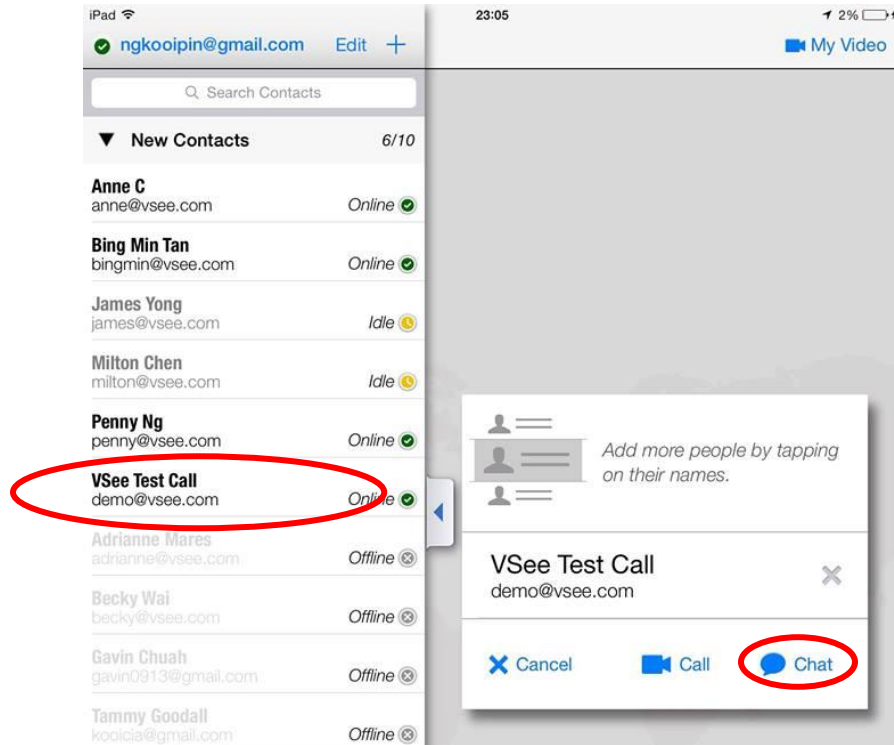 iPad
23:05
2%
ngkooipin@gmail.com
Edit
My Video
Search Contacts
New Contacts
6/10
Anne C
anne@vsee.com
Online
Bing Min Tan
bingmin@vsee.com
Online
James Yong
james@vsee.com
Idle
Milton Chen
milton@vsee.com
Idle
Penny Ng
penny@vsee.com
Online
VSee Test Call
demo@vsee.com
Online
Adrianne Mares
adrianne@vsee.com
Offline
Becky Wai
becky@vsee.com
Offline
Gavin Chuah
gavin0913@gmail.com
Offline
Tammy Goodall
kooicia@gmail.com
Offline
Add more people by tapping
on their names.
VSee Test Call
demo@vsee.com
Cancel
Call
Chat